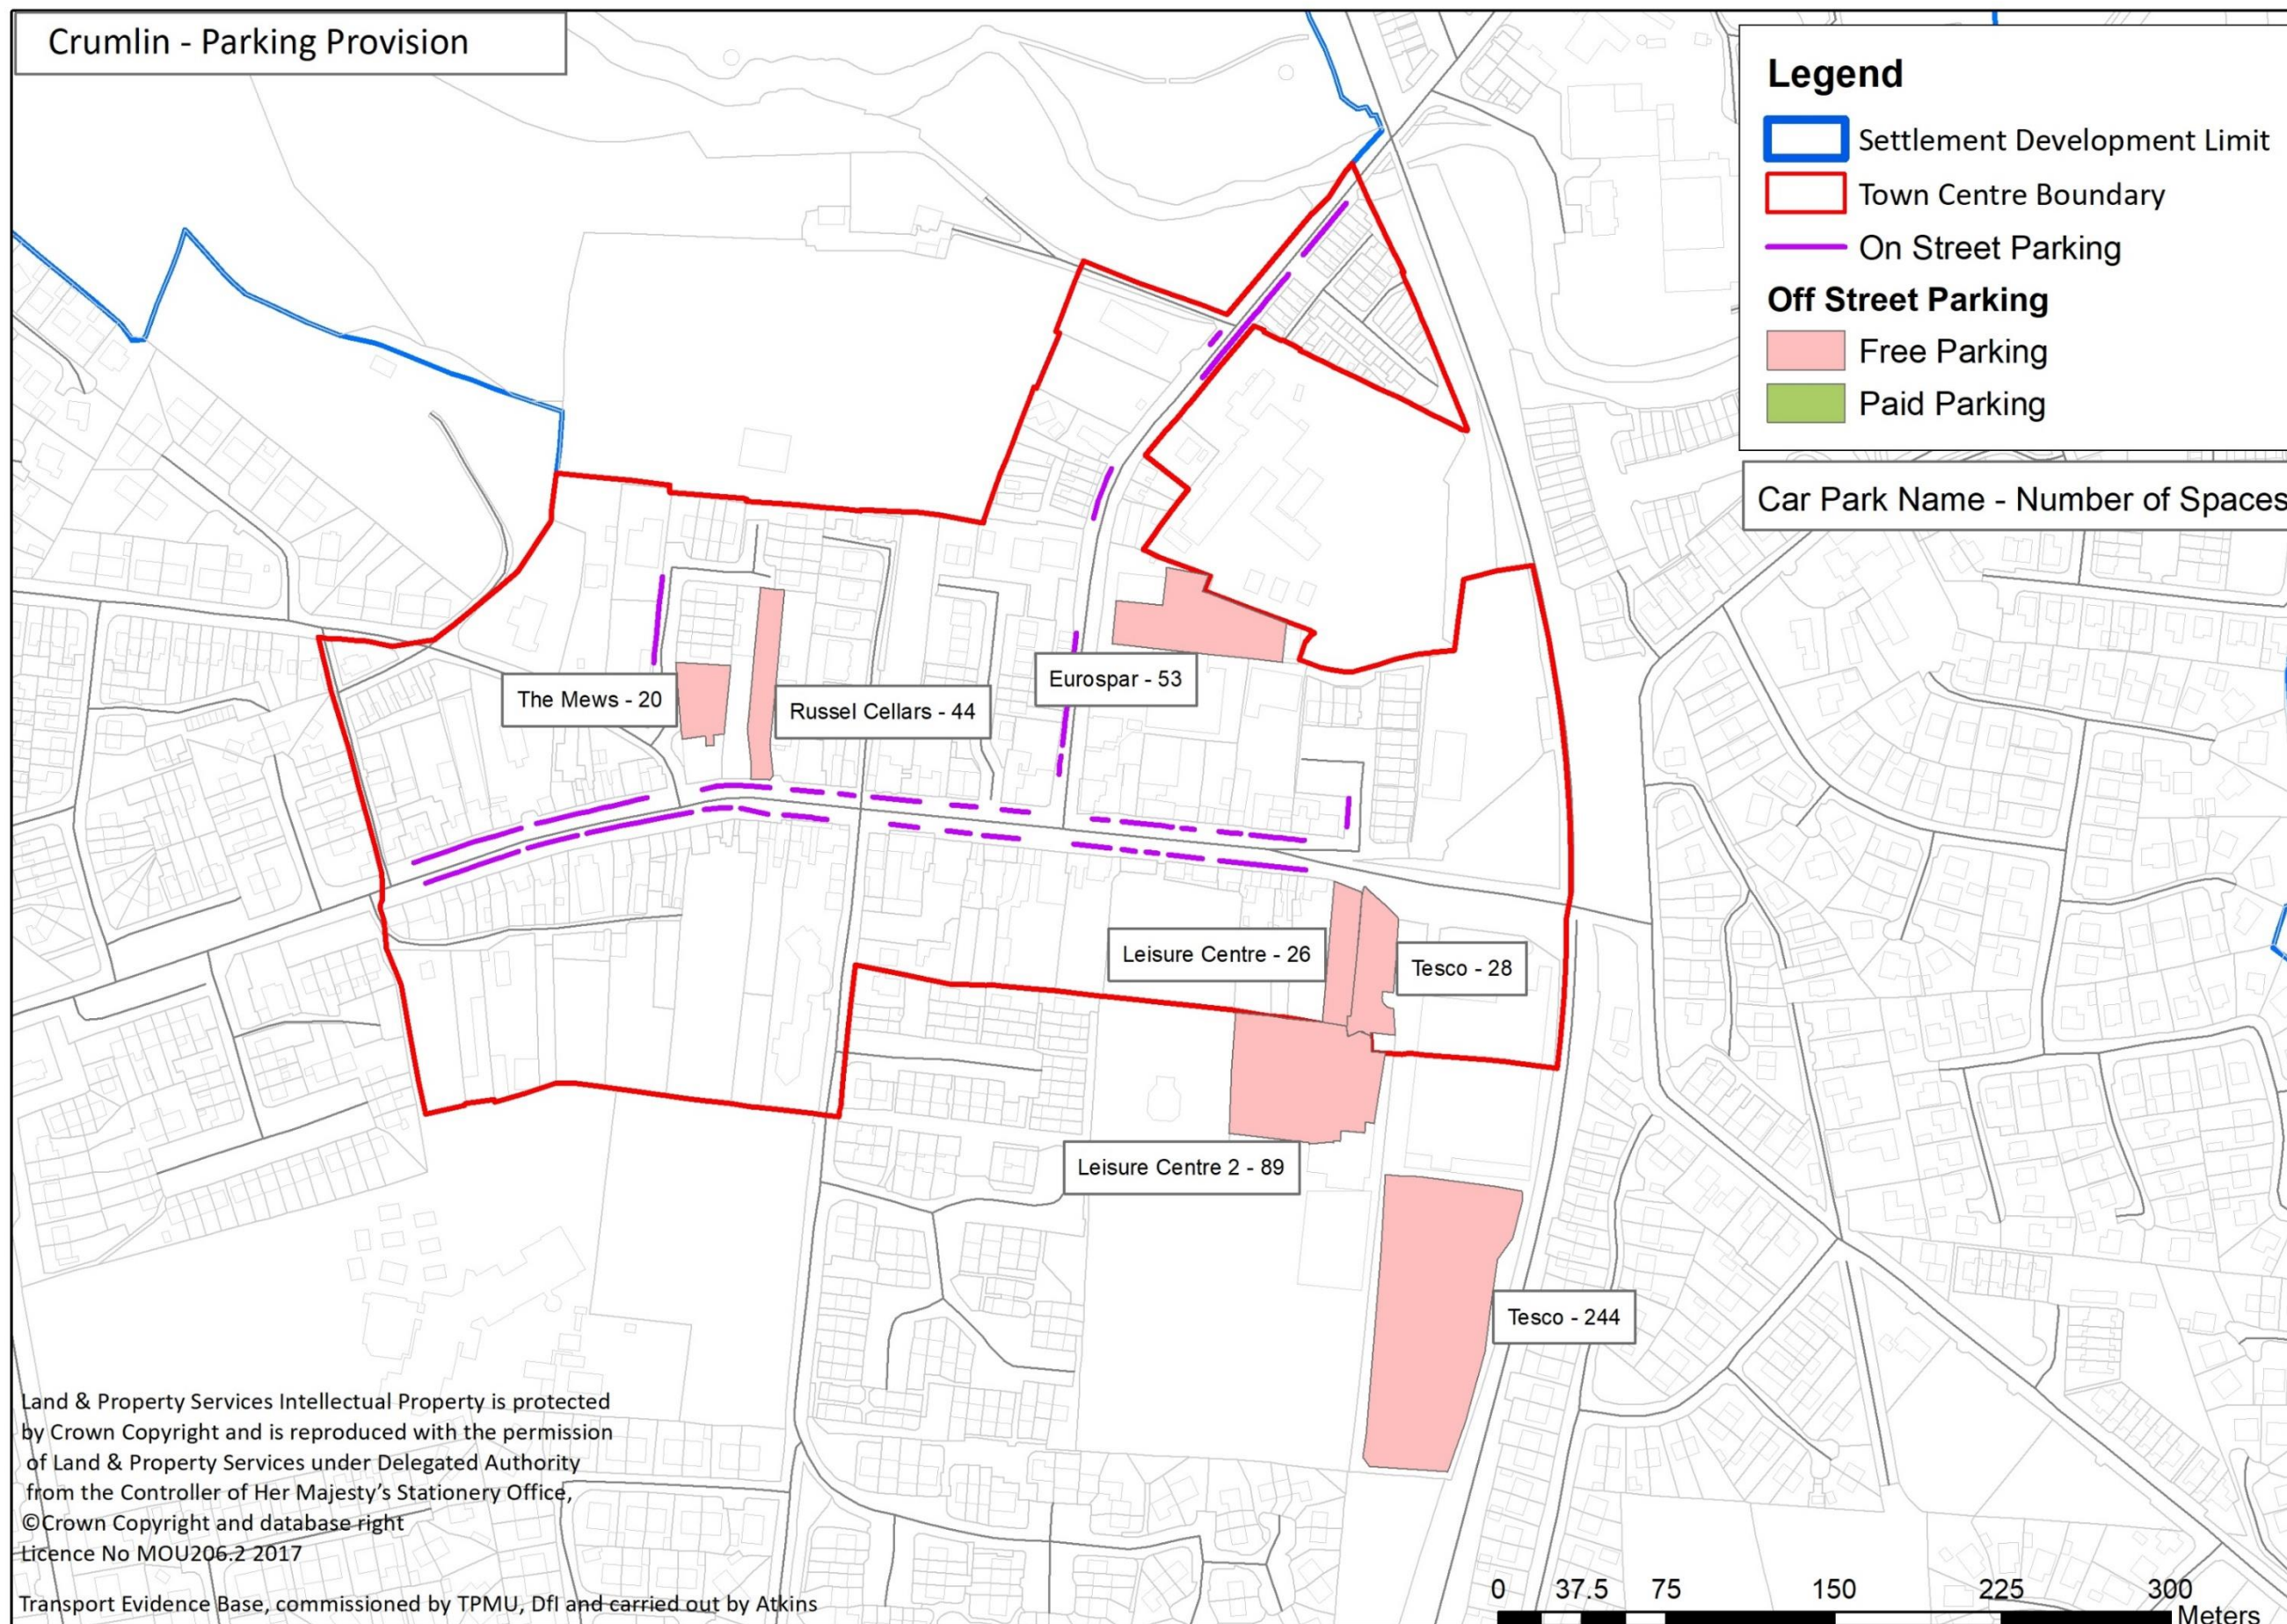 Crumlin - Parking Provision
Legend
Settlement Development Limit
Town Centre Boundary
On Street Parking
Off Street Parking
Free Parking
Paid Parking
Car Park Name - Number of Spaces
The Mews - 20
Russel Cellars - 44
Eurospar - 53
Leisure Centre - 26
Tesco - 28
Leisure Centre 2 - 89
Tesco - 244
Land & Property Services Intellectual Property is protected
by Crown Copyright and is reproduced with the permission
of Land & Property Services under Delegated Authority
from the Controller of Her Majesty’s Stationery Office,
©Crown Copyright and database right
Licence No MOU206.2 2017
Transport Evidence Base, commissioned by TPMU, DfI and carried out by Atkins
0 37.5 75 150 225 300
Meters